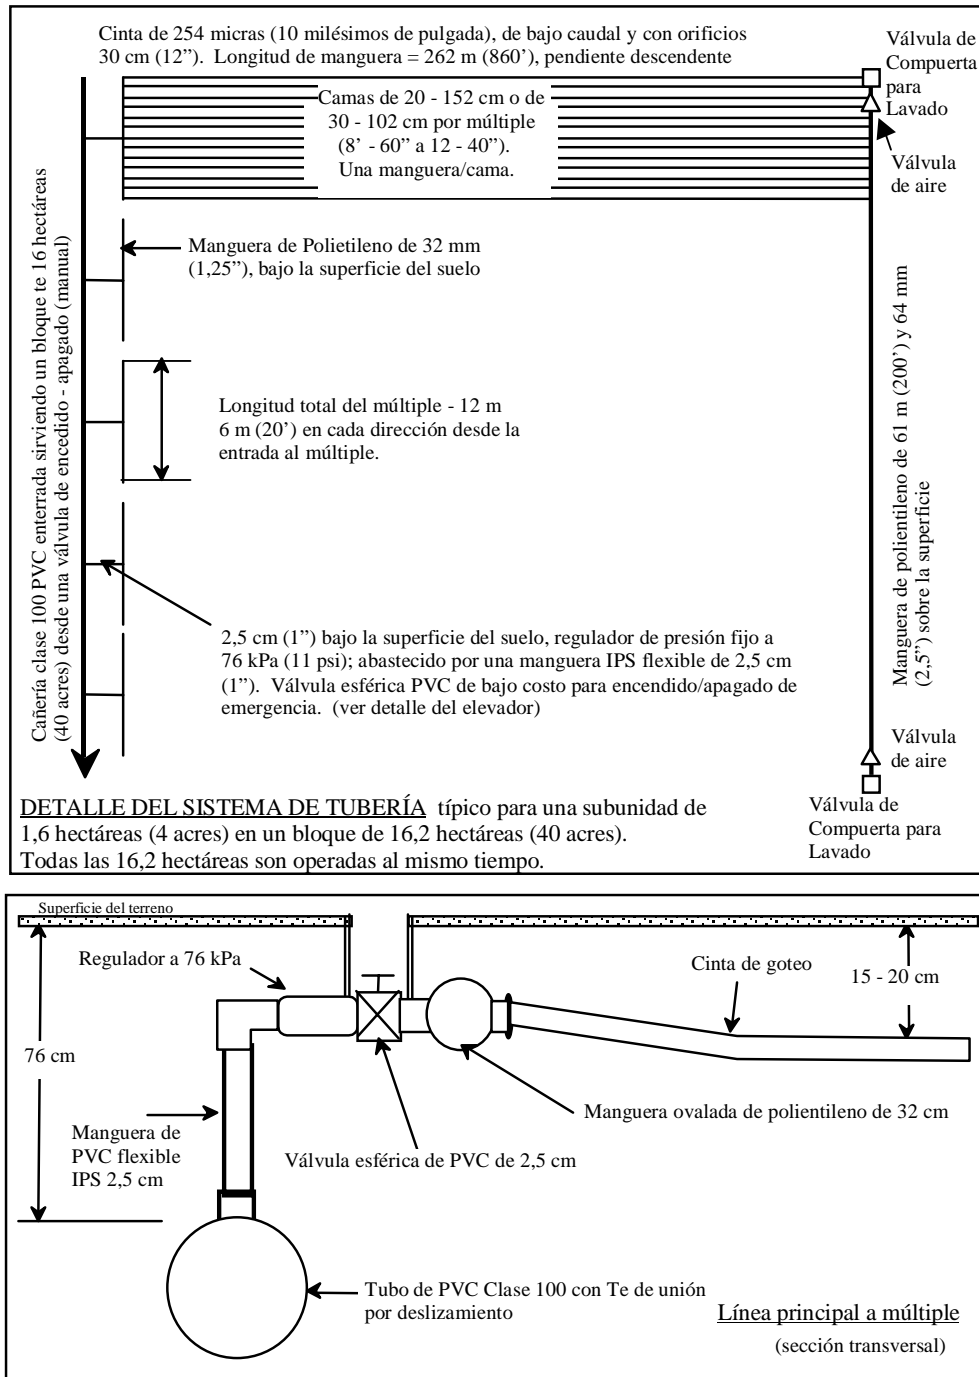 Cinta de 254 micras (10 milésimos de pulgada), de bajo caudal y con orificios
30 cm (12”). Longitud de manguera = 262 m (860’), pendiente descendente
Válvula de
Compuerta
para
Lavado
Camas de 20 - 152 cm o de
30 - 102 cm por múltiple
(8’ - 60” a 12 - 40”).
Una manguera/cama.
Válvula
de aire
Manguera de Polietileno de 32 mm
(1,25”), bajo la superficie del suelo
Cañería clase 100 PVC enterrada sirviendo un bloque te 16 hectáreas
(40 acres) desde una válvula de encedido - apagado (manual)
Longitud total del múltiple - 12 m
6 m (20’) en cada dirección desde la
entrada al múltiple.
Manguera de polientileno de 61 m (200’) y 64 mm
(2,5”) sobre la superficie
2,5 cm (1”) bajo la superficie del suelo, regulador de presión fijo a
76 kPa (11 psi); abastecido por una manguera IPS flexible de 2,5 cm
(1”). Válvula esférica PVC de bajo costo para encendido/apagado de
emergencia. (ver detalle del elevador)
Válvula
de aire
DETALLE DEL SISTEMA DE TUBERÍA típico para una subunidad de
1,6 hectáreas (4 acres) en un bloque de 16,2 hectáreas (40 acres).
Todas las 16,2 hectáreas son operadas al mismo tiempo.
Válvula de
Compuerta para
Lavado
Superficie del terreno
Regulador a 76 kPa
Cinta de goteo
15 - 20 cm
76 cm
Manguera de
PVC flexible
IPS 2,5 cm
Válvula esférica de PVC de 2,5 cm
Manguera ovalada de polientileno de 32 cm
Tubo de PVC Clase 100 con Te de unión
por deslizamiento
Línea principal a múltiple
(sección transversal)